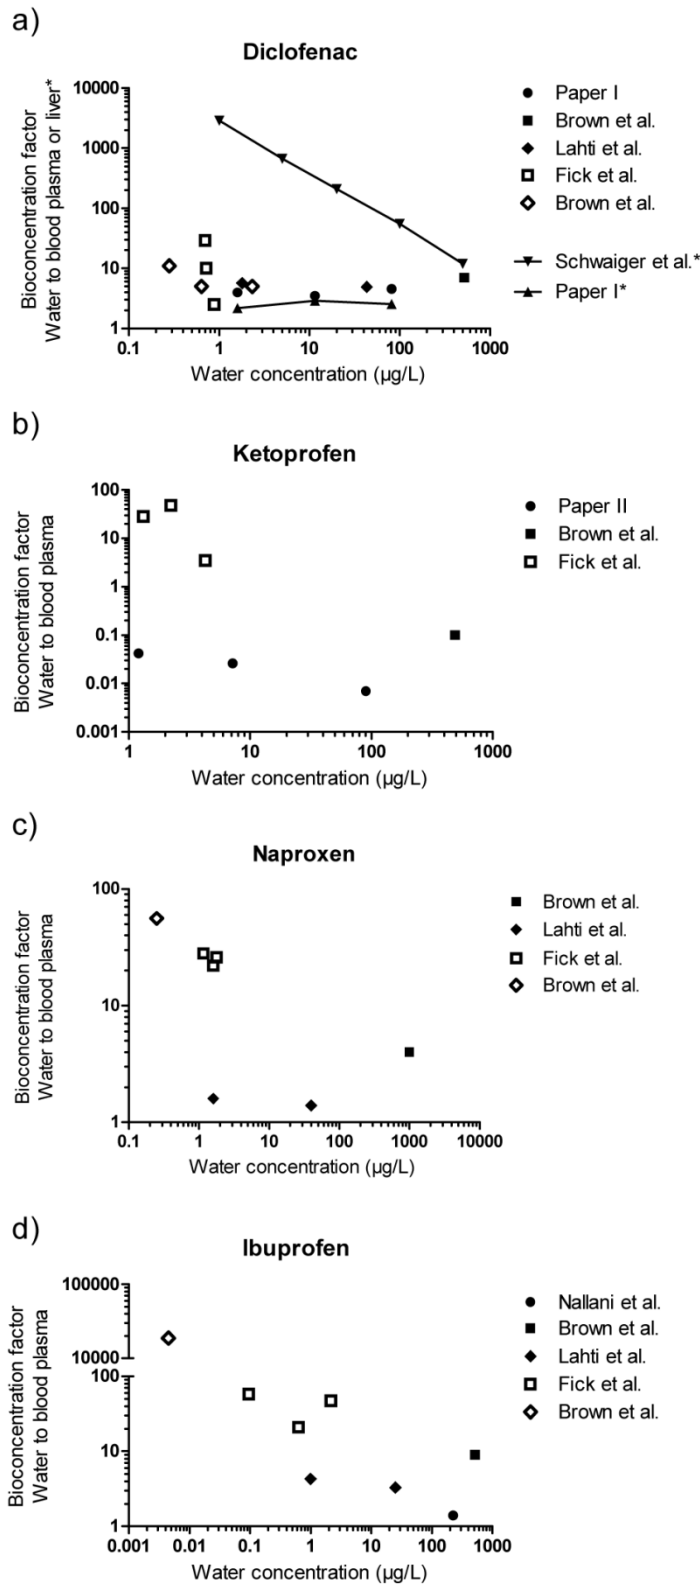 a)
Diclofenac
Bioconcentration factor
Water to blood plasma or liver*
10000
1000
100
10
1
0.1
1
10
100
1000
Water concentration (µg/L)
Paper I
Brown et al.
Lahti et al.
Fick et al.
Brown et al.
Schwaiger et al.*
Paper I*
b)
Ketoprofen
Bioconcentration factor
Water to blood plasma
100
10
1
0.1
0.01
0.001
1
10
100
1000
Water concentration (µg/L)
Paper II
Brown et al.
Fick et al.
c)
Naproxen
Bioconcentration factor
Water to blood plasma
100
10
1
0.1
1
10
100
1000
10000
Water concentration (µg/L)
Brown et al.
Lahti et al.
Fick et al.
Brown et al.
d)
Ibuprofen
Bioconcentration factor
Water to blood plasma
100000
10000
100
10
1
0.001
0.01
0.1
1
10
100
1000
Water concentration (µg/L)
Nallani et al.
Brown et al.
Lahti et al.
Fick et al.
Brown et al.